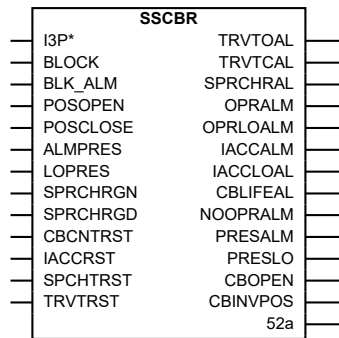 SSCBR
I3P* TRVTOAL
BLOCK TRVTCAL
BLK_ALM SPRCHRAL
POSOPEN OPRALM
POSCLOSE OPRLOALM
ALMPRES IACCALM
LOPRES IACCLOAL
SPRCHRGN CBLIFEAL
SPRCHRGD NOOPRALM
CBCNTRST PRESALM
IACCRST PRESLO
SPCHTRST CBOPEN
TRVTRST CBINVPOS
52a